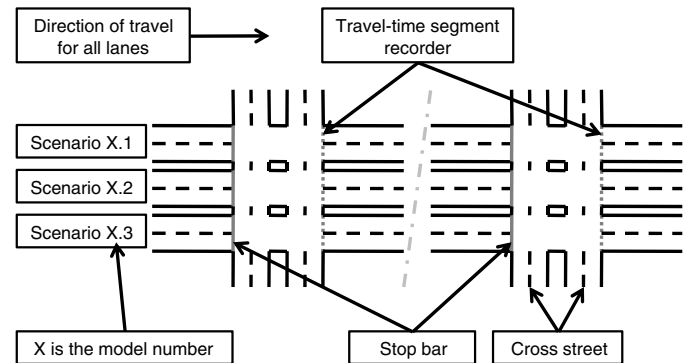 Direction of travel
for all lanes
Travel-time segment
recorder
Scenario X.1
Scenario X.2
Scenario X.3
X is the model number
Stop bar
Cross street